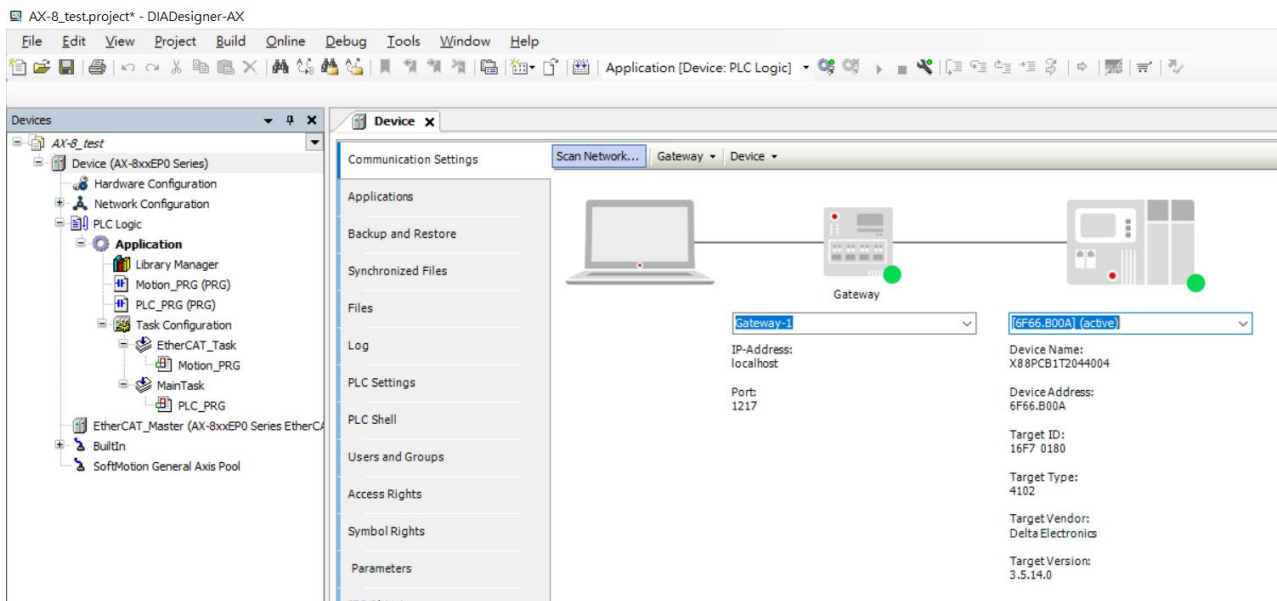 AX-8_test.project* - DIADesigner-AX
File Edit View Project Build Online Debug Tools Window Help
Application [Device: PLC Logic]
Devices
AX-8_test
Device (AX-8xxEP0 Series)
Hardware Configuration
Network Configuration
PLC Logic
Application
Library Manager
Motion_PRG (PRG)
PLC_PRG (PRG)
Task Configuration
EtherCAT_Task
Motion_PRG
MainTask
PLC_PRG
EtherCAT_Master (AX-8xxEP0 Series EtherCA
BuiltIn
SoftMotion General Axis Pool
Device
Communication Settings
Applications
Backup and Restore
Synchronized Files
Files
Log
PLC Settings
PLC Shell
Users and Groups
Access Rights
Symbol Rights
Parameters
Scan Network... Gateway Device
Gateway
Gateway-1
IP-Address:
localhost
Port:
1217
[6F66.B00A] (active)
Device Name:
X88PCB1T2044004
Device Address:
6F66.B00A
Target ID:
16F7 0180
Target Type:
4102
Target Vendor:
Delta Electronics
Target Version:
3.5.14.0